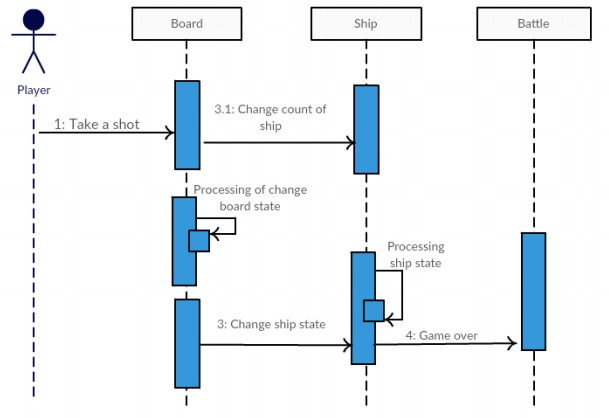 Board
Ship
Battle
Player
1: Take a shot
3.1: Change count of
ship
Processing of change
board state
Processing
ship state
3: Change ship state
4: Game over